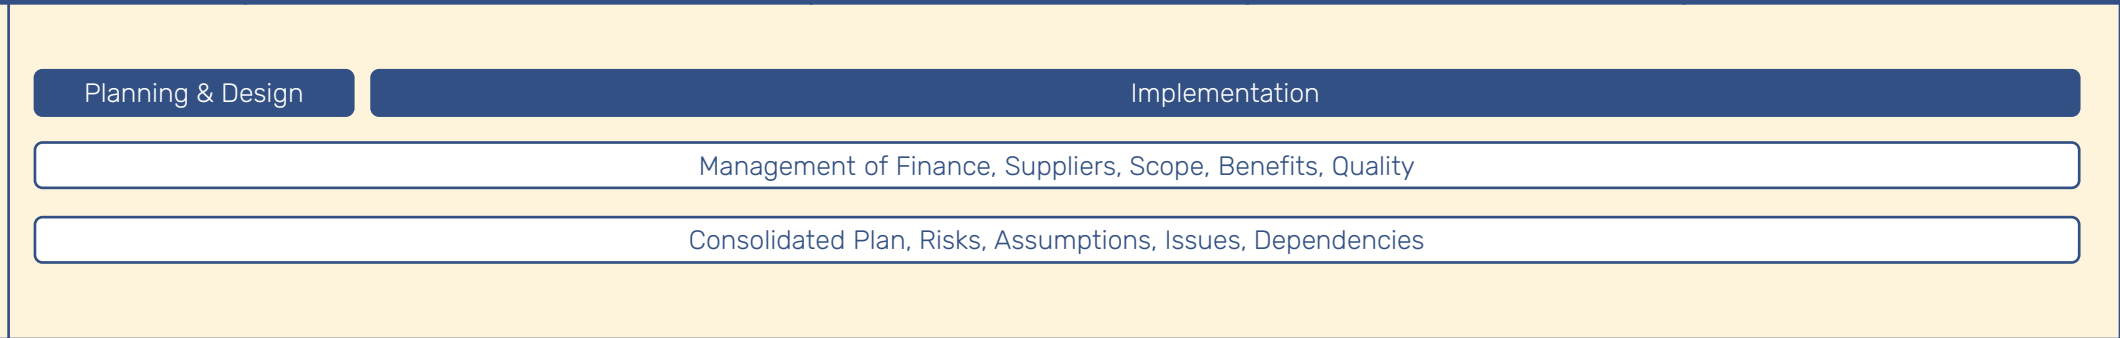 Planning & Design
Implementation
Management of Finance, Suppliers, Scope, Benefits, Quality
Consolidated Plan, Risks, Assumptions, Issues, Dependencies